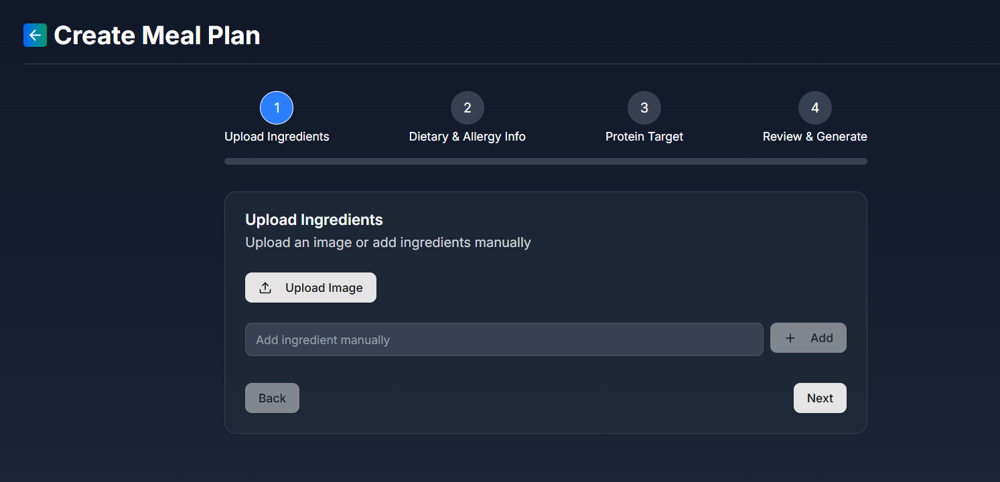 Create Meal Plan
1
2
3
4
Upload Ingredients
Dietary & Allergy Info
Protein Target
Review & Generate
Upload Ingredients
Upload an image or add ingredients manually
Upload Image
Add ingredient manually
Add
Back
Next